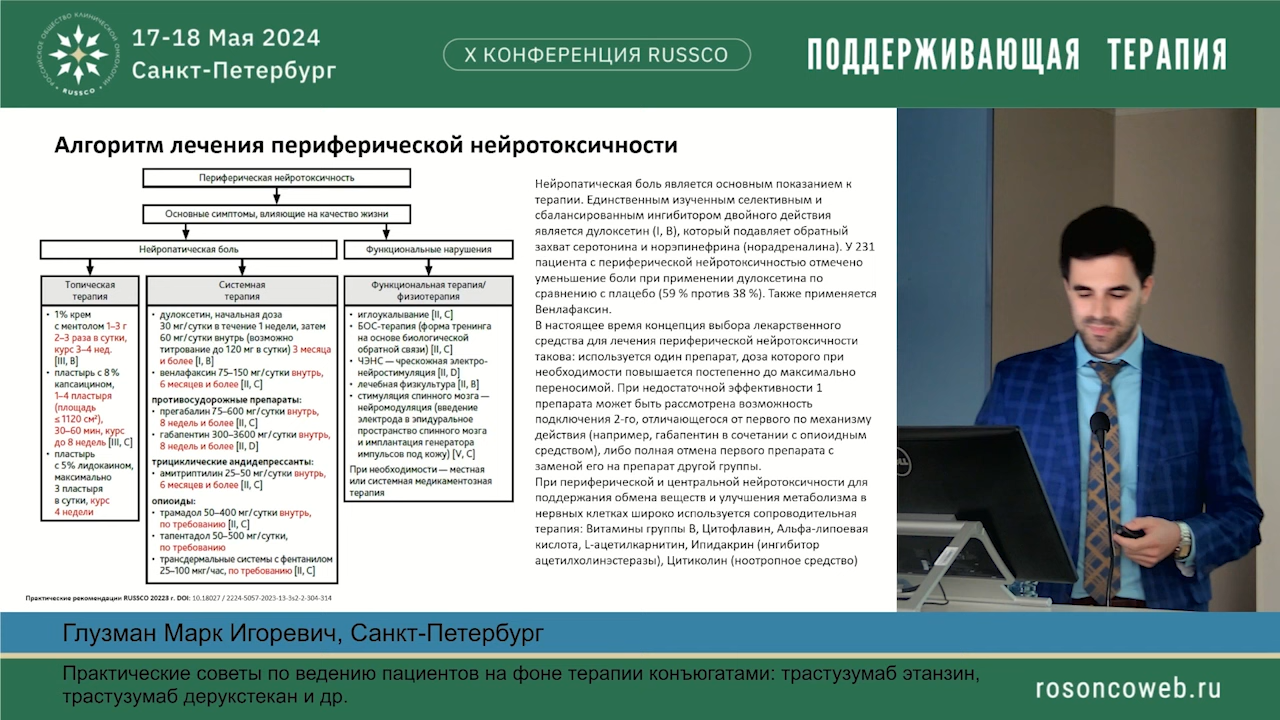 РОССИЙСКОЕ ОБЩЕСТВО КЛИНИЧЕСКОЙ ОНКОЛОГИИ
• RUSSCO •
17-18 Мая 2024
Санкт-Петербург
X КОНФЕРЕНЦИЯ RUSSCO
ПОДДЕРЖИВАЮЩАЯ ТЕРАПИЯ
Алгоритм лечения периферической нейротоксичности
Периферическая нейротоксичность
Основные симптомы, влияющие на качество жизни
Нейропатическая боль
Функциональные нарушения
Топическая
терапия
• 1% крем
с ментолом 1–3 г
2–3 раза в сутки,
курс 3–4 нед.
[III, B]
• пластырь с 8 %
капсаицином,
1–4 пластыря
(площадь
≤ 1120 см²),
30–60 мин, курс
до 8 недель [III, C]
• пластырь
с 5% лидокаином,
максимально
3 пластыря
в сутки, курс
4 недели
Системная
терапия
• дулоксетин, начальная доза
30 мг/сутки в течение 1 недели, затем
60 мг/сутки внутрь (возможно
титрование до 120 мг в сутки) 3 месяца
и более [I, B]
• венлафаксин 75–150 мг/сутки внутрь,
6 месяцев и более [II, C]
противосудорожные препараты:
• прегабалин 75–600 мг/сутки внутрь,
8 недель и более [II, C]
• габапентин 300–3600 мг/сутки внутрь,
8 недель и более [II, D]
трициклические андидепрессанты:
• амитриптилин 25–50 мг/сутки внутрь,
6 месяцев и более [II, C]
опиоиды:
• трамадол 50–400 мг/сутки внутрь,
по требованию [II, C]
• тапентадол 50–500 мг/сутки,
по требованию
• трансдермальные системы с фентанилом
25–100 мкг/час, по требованию [II, C]
Функциональная терапия/
физиотерапия
• иглоукалывание [II, C]
• БОС-терапия (форма тренинга
на основе биологической
обратной связи) [II, C]
• ЧЭНС — чрескожная электро-
нейростимуляция [II, D]
• лечебная физкультура [II, B]
• стимуляция спинного мозга —
нейромодуляция (введение
электрода в эпидуральное
пространство спинного мозга
и имплантация генератора
импульсов под кожу) [V, C]
При необходимости — местная
или системная медикаментозная
терапия
Нейропатическая боль является основным показанием к
терапии. Единственным изученным селективным и
сбалансированным ингибитором двойного действия
является дулоксетин (I, B), который подавляет обратный
захват серотонина и норэпинефрина (норадреналина). У 231
пациента с периферической нейротоксичностью отмечено
уменьшение боли при применении дулоксетина по
сравнению с плацебо (59 % против 38 %). Также применяется
Венлафаксин.
В настоящее время концепция выбора лекарственного
средства для лечения периферической нейротоксичности
такова: используется один препарат, доза которого при
необходимости повышается постепенно до максимально
переносимой. При недостаточной эффективности 1
препарата может быть рассмотрена возможность
подключения 2-го, отличающегося от первого по механизму
действия (например, габапентин в сочетании с опиоидным
средством), либо полная отмена первого препарата с
заменой его на препарат другой группы.
При периферической и центральной нейротоксичности для
поддержания обмена веществ и улучшения метаболизма в
нервных клетках широко используется сопроводительная
терапия: Витамины группы В, Цитофлавин, Альфа-липоевая
кислота, L-ацетилкарнитин, Ипидакрин (ингибитор
ацетилхолинэстеразы), Цитиколин (ноотропное средство)
Практические рекомендации RUSSCO 20223 г. DOI: 10.18027 / 2224-5057-2023-13-3s2-2-304-314
DELL
Глузман Марк Игоревич, Санкт-Петербург
Практические советы по ведению пациентов на фоне терапии конъюгатами: трастузумаб этанзин,
трастузумаб дерукстекан и др.
rosoncoweb.ru